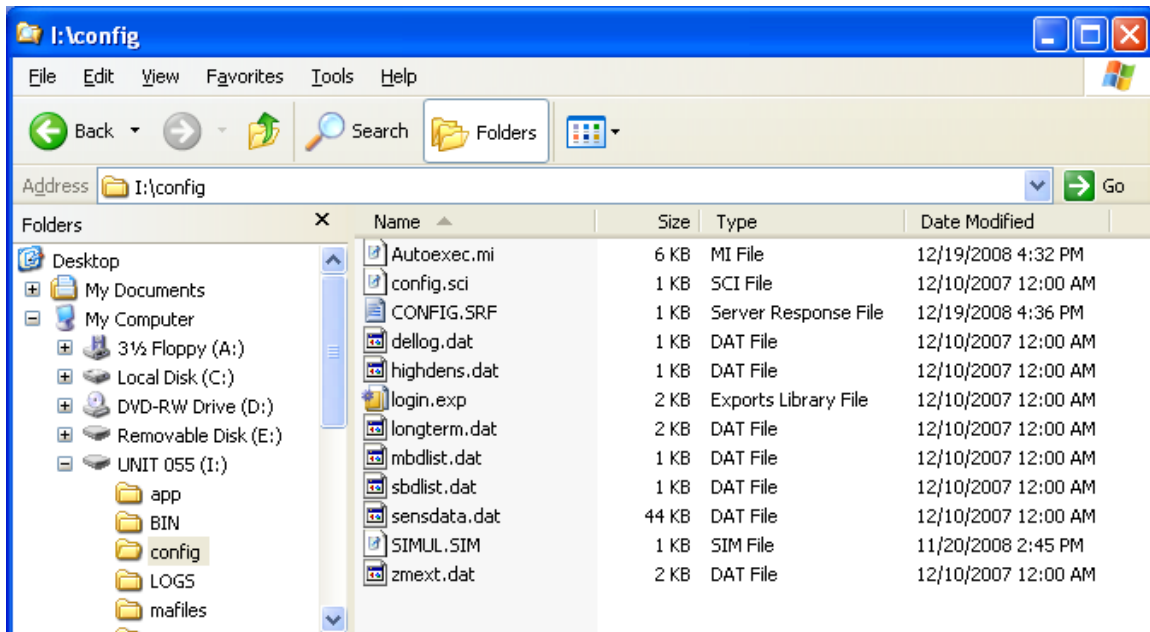 I:\config
File Edit View Favorites Tools Help
Back Search Folders
Address I:\config Go
Folders Name Size Type Date Modified
Desktop
My Documents
My Computer
3½ Floppy (A:)
Local Disk (C:)
DVD-RW Drive (D:)
Removable Disk (E:)
UNIT 055 (I:)
app
BIN
config
LOGS
mafiles
Autoexec.mi 6 KB MI File 12/19/2008 4:32 PM
config.sci 1 KB SCI File 12/10/2007 12:00 AM
CONFIG.SRF 1 KB Server Response File 12/19/2008 4:36 PM
dellog.dat 1 KB DAT File 12/10/2007 12:00 AM
highdens.dat 1 KB DAT File 12/10/2007 12:00 AM
login.exp 2 KB Exports Library File 12/10/2007 12:00 AM
longterm.dat 2 KB DAT File 12/10/2007 12:00 AM
mbdlist.dat 1 KB DAT File 12/10/2007 12:00 AM
sbdlist.dat 1 KB DAT File 12/10/2007 12:00 AM
sensdata.dat 44 KB DAT File 12/10/2007 12:00 AM
SIMUL.SIM 1 KB SIM File 11/20/2008 2:45 PM
zmext.dat 2 KB DAT File 12/10/2007 12:00 AM